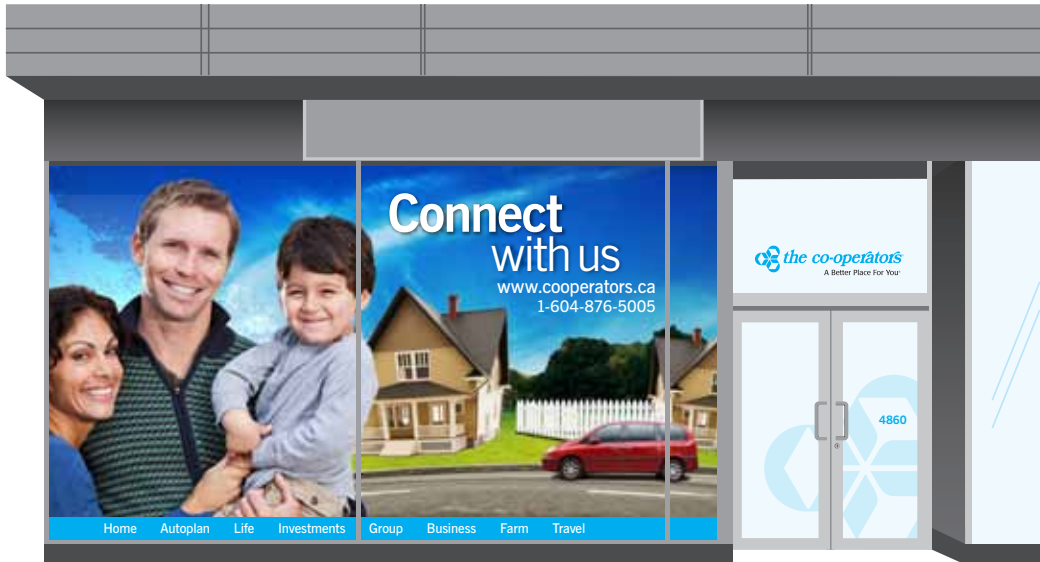 Connect
with us
www.cooperators.ca
1-604-876-5005
the co-operators
A Better Place For You
4860
Home Autoplan Life Investments Group Business Farm Travel